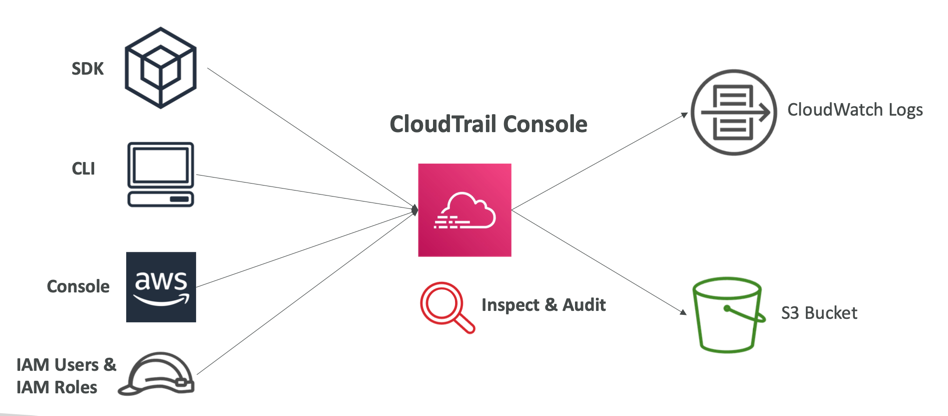 SDK
CLI
Console
aws
IAM Users &
IAM Roles
CloudTrail Console
Inspect & Audit
CloudWatch Logs
S3 Bucket